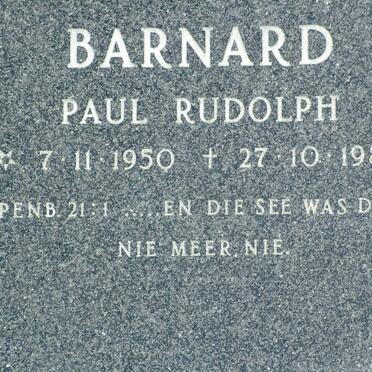 BARNARD
PAUL RUDOLPH
7·11·1950 † 27·10·19
PENB. 21:1 .....EN DIE SEE WAS D
NIE MEER, NIE.